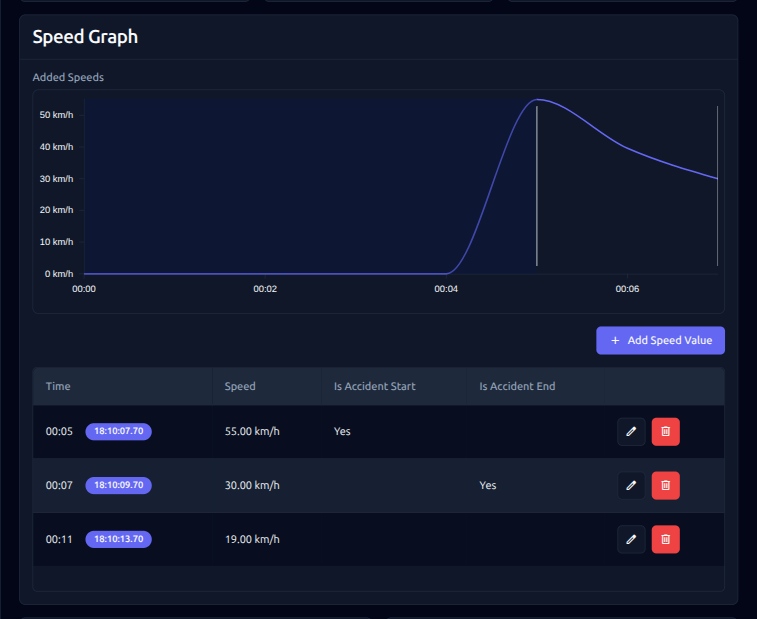 Speed Graph
Added Speeds
50 km/h
40 km/h
30 km/h
20 km/h
10 km/h
0 km/h
00:00 00:02 00:04 00:06
+ Add Speed Value
Time Speed Is Accident Start Is Accident End
00:05 18:10:07.70 55.00 km/h Yes
00:07 18:10:09.70 30.00 km/h Yes
00:11 18:10:13.70 19.00 km/h